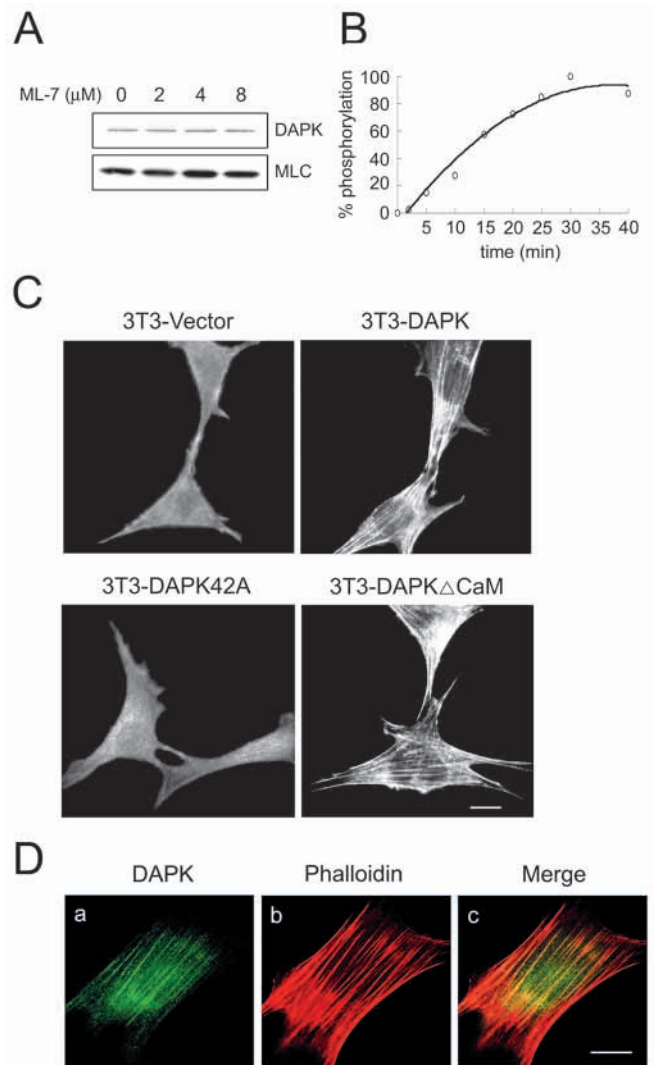 A
ML-7 (μM) 0 2 4 8
DAPK
MLC
B
% phosphorylation
100
80
60
40
20
0
5 10 15 20 25 30 35 40
time (min)
C
3T3-Vector 3T3-DAPK
3T3-DAPK42A 3T3-DAPK△CaM
D
DAPK Phalloidin Merge
a b c